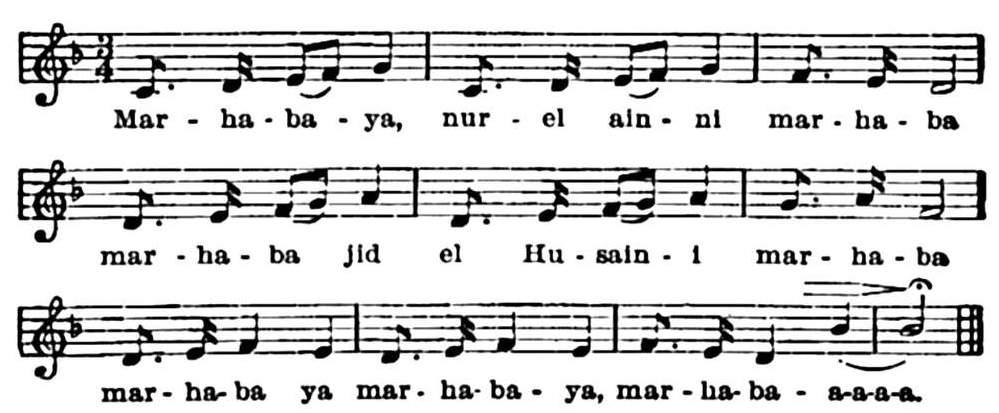 3/4
Mar - ha - ba - ya, nur - el ain - ni mar - ha - ba
mar - ha - ba jid el Hu - sain - i mar - ha - ba
mar - ha - ba ya mar - ha - ba - ya, mar - ha - ba - a-a-a-a.